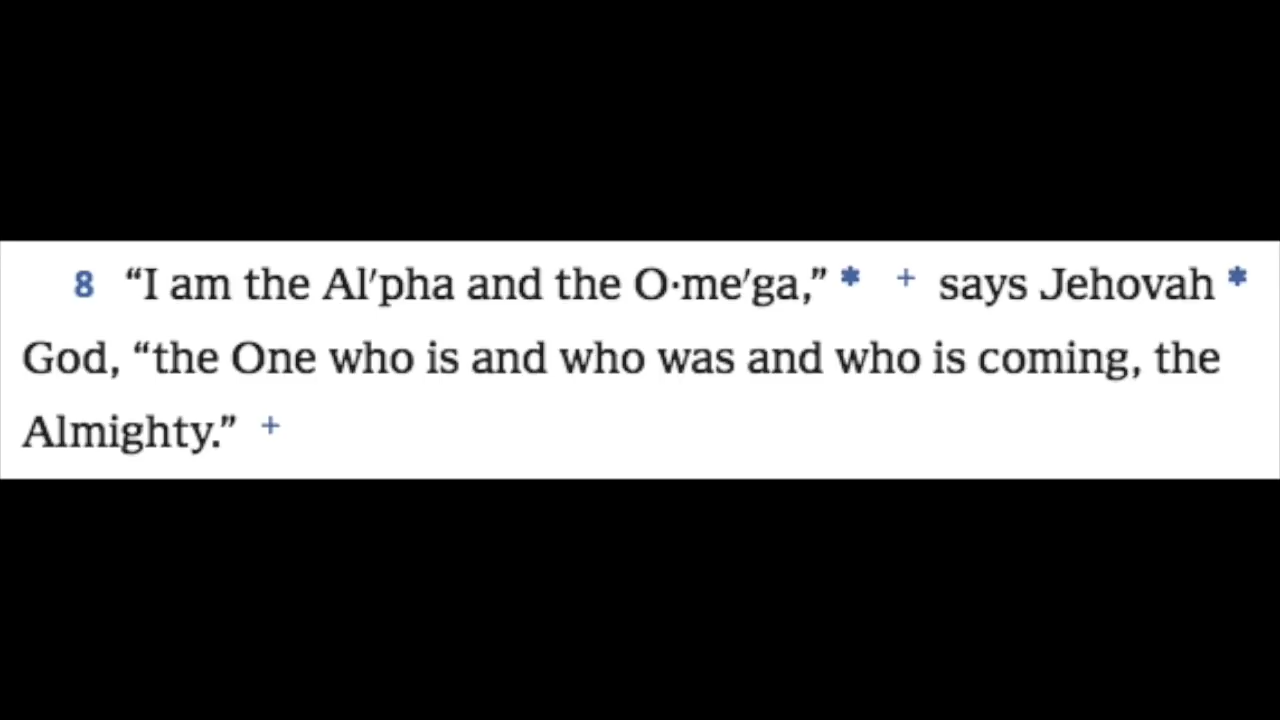 8 “I am the Al′pha and the O·me′ga,” * + says Jehovah *
God, “the One who is and who was and who is coming, the
Almighty.” +